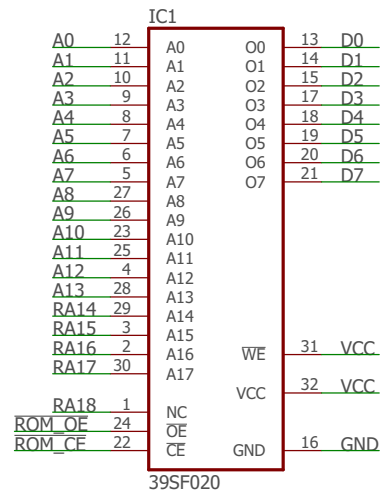 IC1
A0 12 A0 O0 13 D0
A1 11 A1 O1 14 D1
A2 10 A2 O2 15 D2
A3 9 A3 O3 17 D3
A4 8 A4 O4 18 D4
A5 7 A5 O5 19 D5
A6 6 A6 O6 20 D6
A7 5 A7 O7 21 D7
A8 27 A8
A9 26 A9
A10 23 A10
A11 25 A11
A12 4 A12
A13 28 A13
RA14 29 A14
RA15 3 A15
RA16 2 A16 WE 31 VCC
RA17 30 A17
VCC 32 VCC
RA18 1 NC
ROM_OE 24 OE
ROM_CE 22 CE GND 16 GND
39SF020